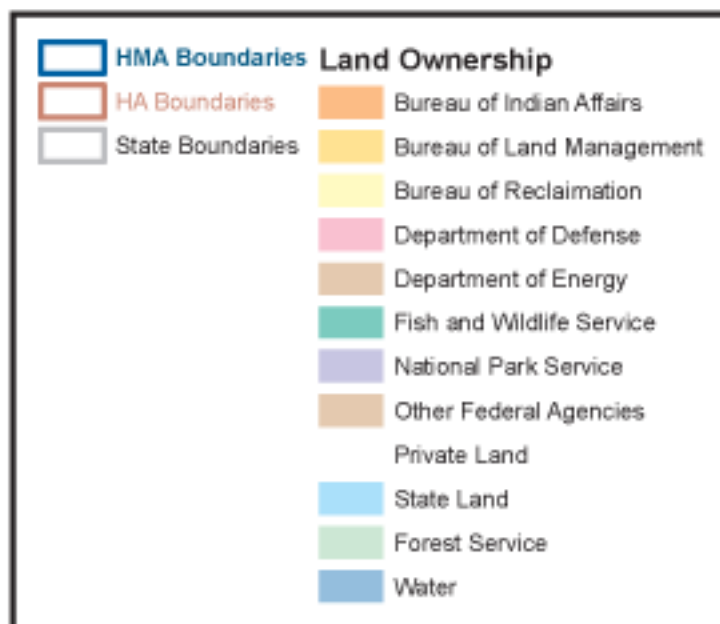 HMA Boundaries
HA Boundaries
State Boundaries
Land Ownership
Bureau of Indian Affairs
Bureau of Land Management
Bureau of Reclaimation
Department of Defense
Department of Energy
Fish and Wildlife Service
National Park Service
Other Federal Agencies
Private Land
State Land
Forest Service
Water